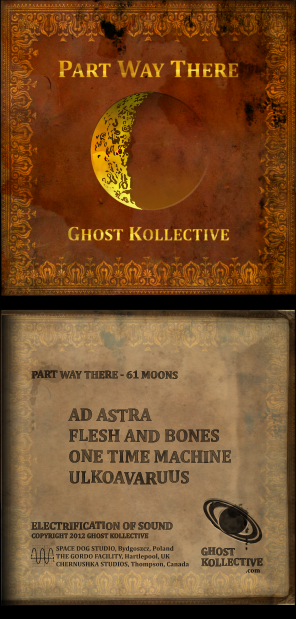 PART WAY THERE
GHOST KOLLECTIVE
PART WAY THERE - 61 MOONS
AD ASTRA
FLESH AND BONES
ONE TIME MACHINE
ULKOAVARUUS
ELECTRIFICATION OF SOUND
COPYRIGHT 2012 GHOST KOLLECTIVE
SPACE DOG STUDIO, Bydgoszcz, Poland
THE GORDO FACILITY, Hartlepool, UK
CHERNUSHKA STUDIOS, Thompson, Canada
GHOST
KOLLECTIVE
.com